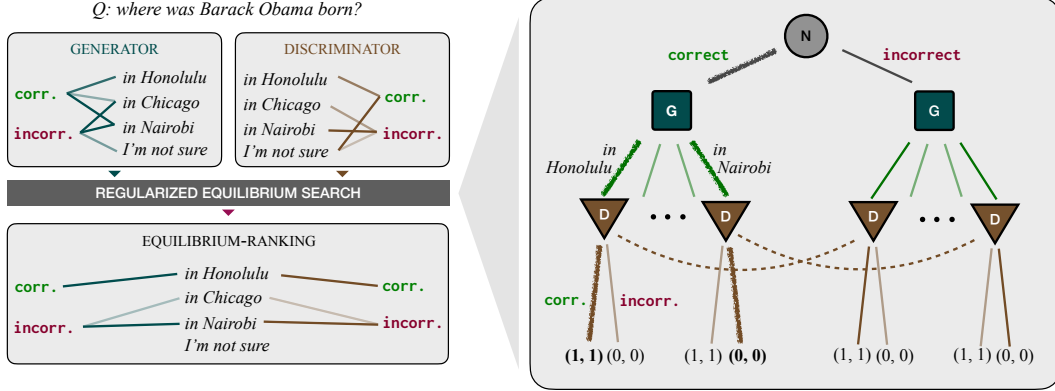 Q: where was Barack Obama born?
GENERATOR
corr.
incorr.
in Honolulu
in Chicago
in Nairobi
I'm not sure
DISCRIMINATOR
in Honolulu
in Chicago
in Nairobi
I'm not sure
corr.
incorr.
REGULARIZED EQUILIBRIUM SEARCH
EQUILIBRIUM-RANKING
corr.
incorr.
in Honolulu
in Chicago
in Nairobi
I'm not sure
corr.
incorr.
N
correct
incorrect
G
G
in
Honolulu
in
Nairobi
D
• • •
D
D
• • •
D
corr.
incorr.
(1, 1) (0, 0)
(1, 1) (0, 0)
(1, 1) (0, 0)
(1, 1) (0, 0)